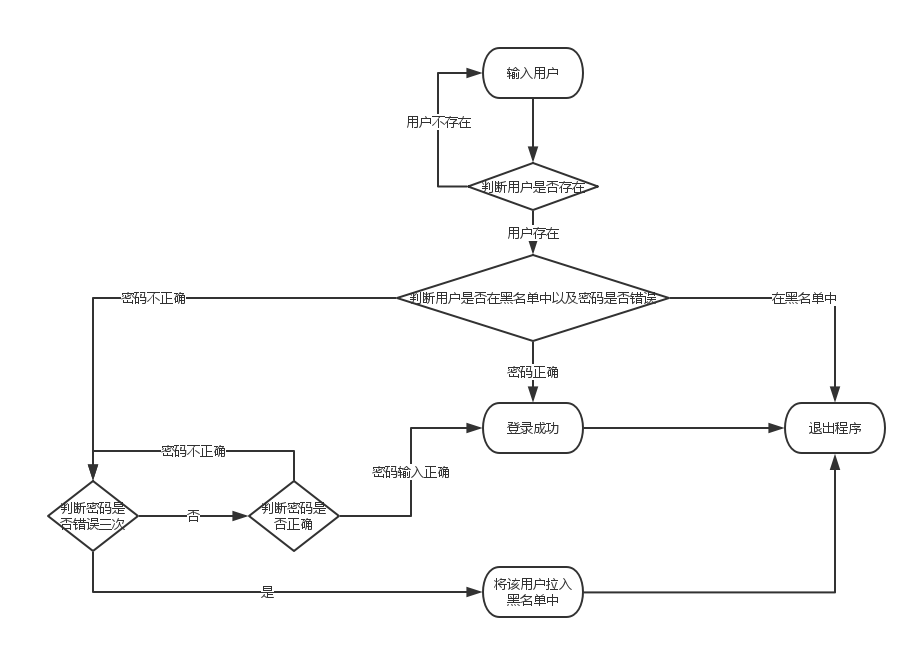 输入用户
用户不存在
判断用户是否存在
用户存在
密码不正确
判断用户是否在黑名单中以及密码是否错误
在黑名单中
密码正确
登录成功
退出程序
密码不正确
密码输入正确
判断密码是
否错误三次
否
判断密码是
否正确
将该用户拉入
黑名单中
是